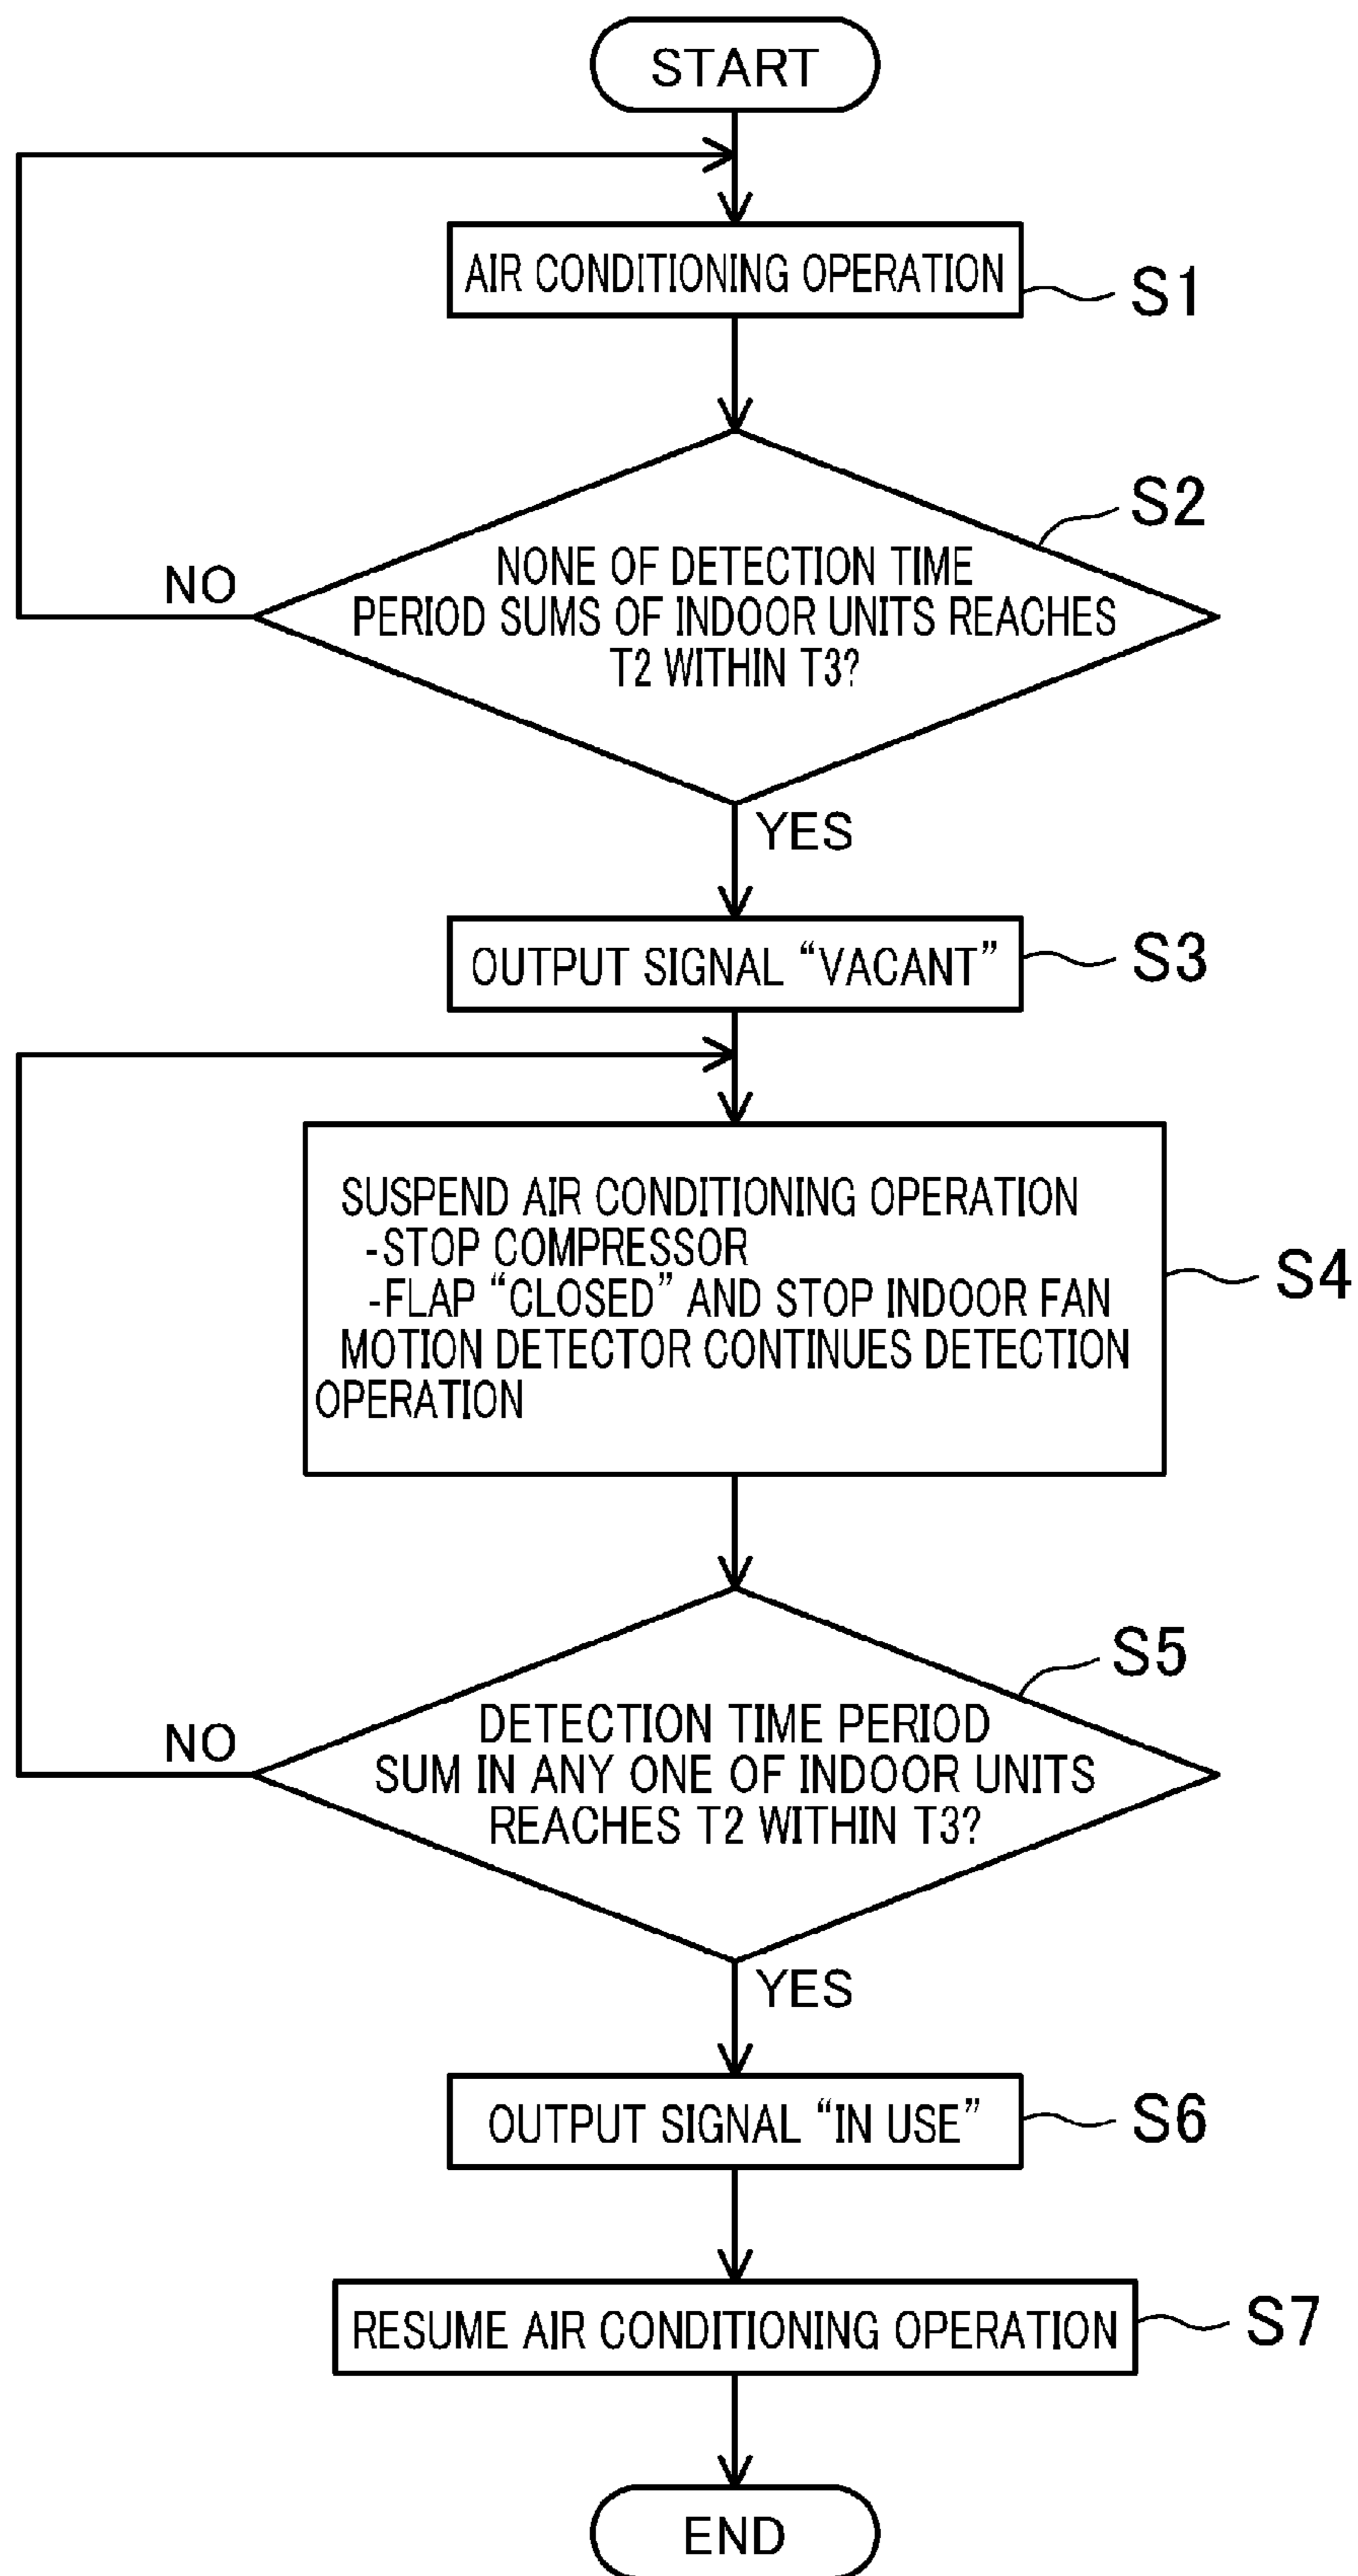 START
AIR CONDITIONING OPERATION
S1
S2
NONE OF DETECTION TIME
PERIOD SUMS OF INDOOR UNITS REACHES
T2 WITHIN T3?
NO
YES
OUTPUT SIGNAL “VACANT”
S3
SUSPEND AIR CONDITIONING OPERATION
-STOP COMPRESSOR
-FLAP “CLOSED” AND STOP INDOOR FAN
MOTION DETECTOR CONTINUES DETECTION
OPERATION
S4
S5
DETECTION TIME PERIOD
SUM IN ANY ONE OF INDOOR UNITS
REACHES T2 WITHIN T3?
NO
YES
OUTPUT SIGNAL “IN USE”
S6
RESUME AIR CONDITIONING OPERATION
S7
END